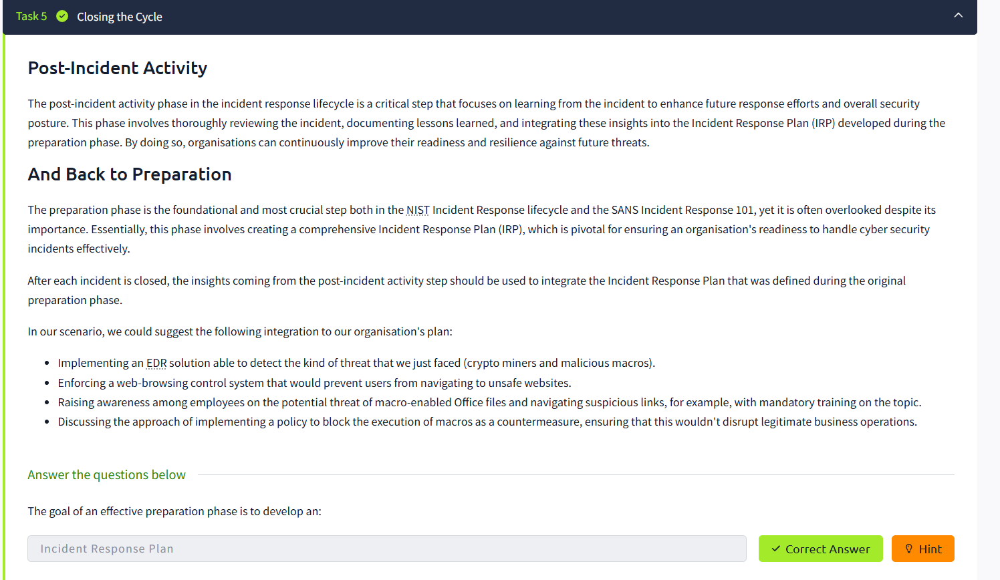 Task 5 Closing the Cycle
Post-Incident Activity
The post-incident activity phase in the incident response lifecycle is a critical step that focuses on learning from the incident to enhance future response efforts and overall security
posture. This phase involves thoroughly reviewing the incident, documenting lessons learned, and integrating these insights into the Incident Response Plan (IRP) developed during the
preparation phase. By doing so, organisations can continuously improve their readiness and resilience against future threats.
And Back to Preparation
The preparation phase is the foundational and most crucial step both in the NIST Incident Response lifecycle and the SANS Incident Response 101, yet it is often overlooked despite its
importance. Essentially, this phase involves creating a comprehensive Incident Response Plan (IRP), which is pivotal for ensuring an organisation's readiness to handle cyber security
incidents effectively.
After each incident is closed, the insights coming from the post-incident activity step should be used to integrate the Incident Response Plan that was defined during the original
preparation phase.
In our scenario, we could suggest the following integration to our organisation's plan:
• Implementing an EDR solution able to detect the kind of threat that we just faced (crypto miners and malicious macros).
• Enforcing a web-browsing control system that would prevent users from navigating to unsafe websites.
• Raising awareness among employees on the potential threat of macro-enabled Office files and navigating suspicious links, for example, with mandatory training on the topic.
• Discussing the approach of implementing a policy to block the execution of macros as a countermeasure, ensuring that this wouldn't disrupt legitimate business operations.
Answer the questions below
The goal of an effective preparation phase is to develop an:
Incident Response Plan
Correct Answer
Hint